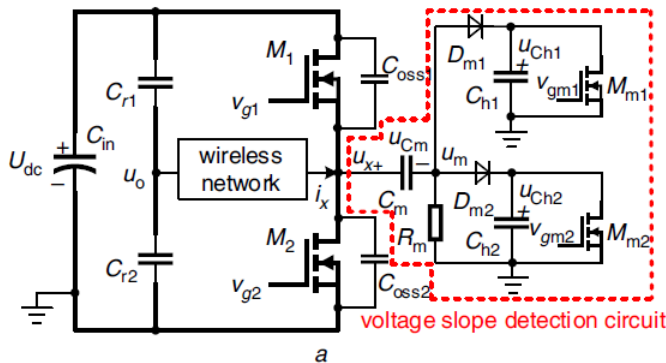 M1
Coss1
Dm1
uCh1
+
vgm1
Mm1
Ch1
Cr1
vg1
Cin
+
Udc
−
uo
wireless
network
ix
ux+
uCm
−
um
Cm
Dm2
uCh2
+
vgm2
Mm2
Ch2
Rm
M2
Cr2
vg2
Coss2
voltage slope detection circuit
a